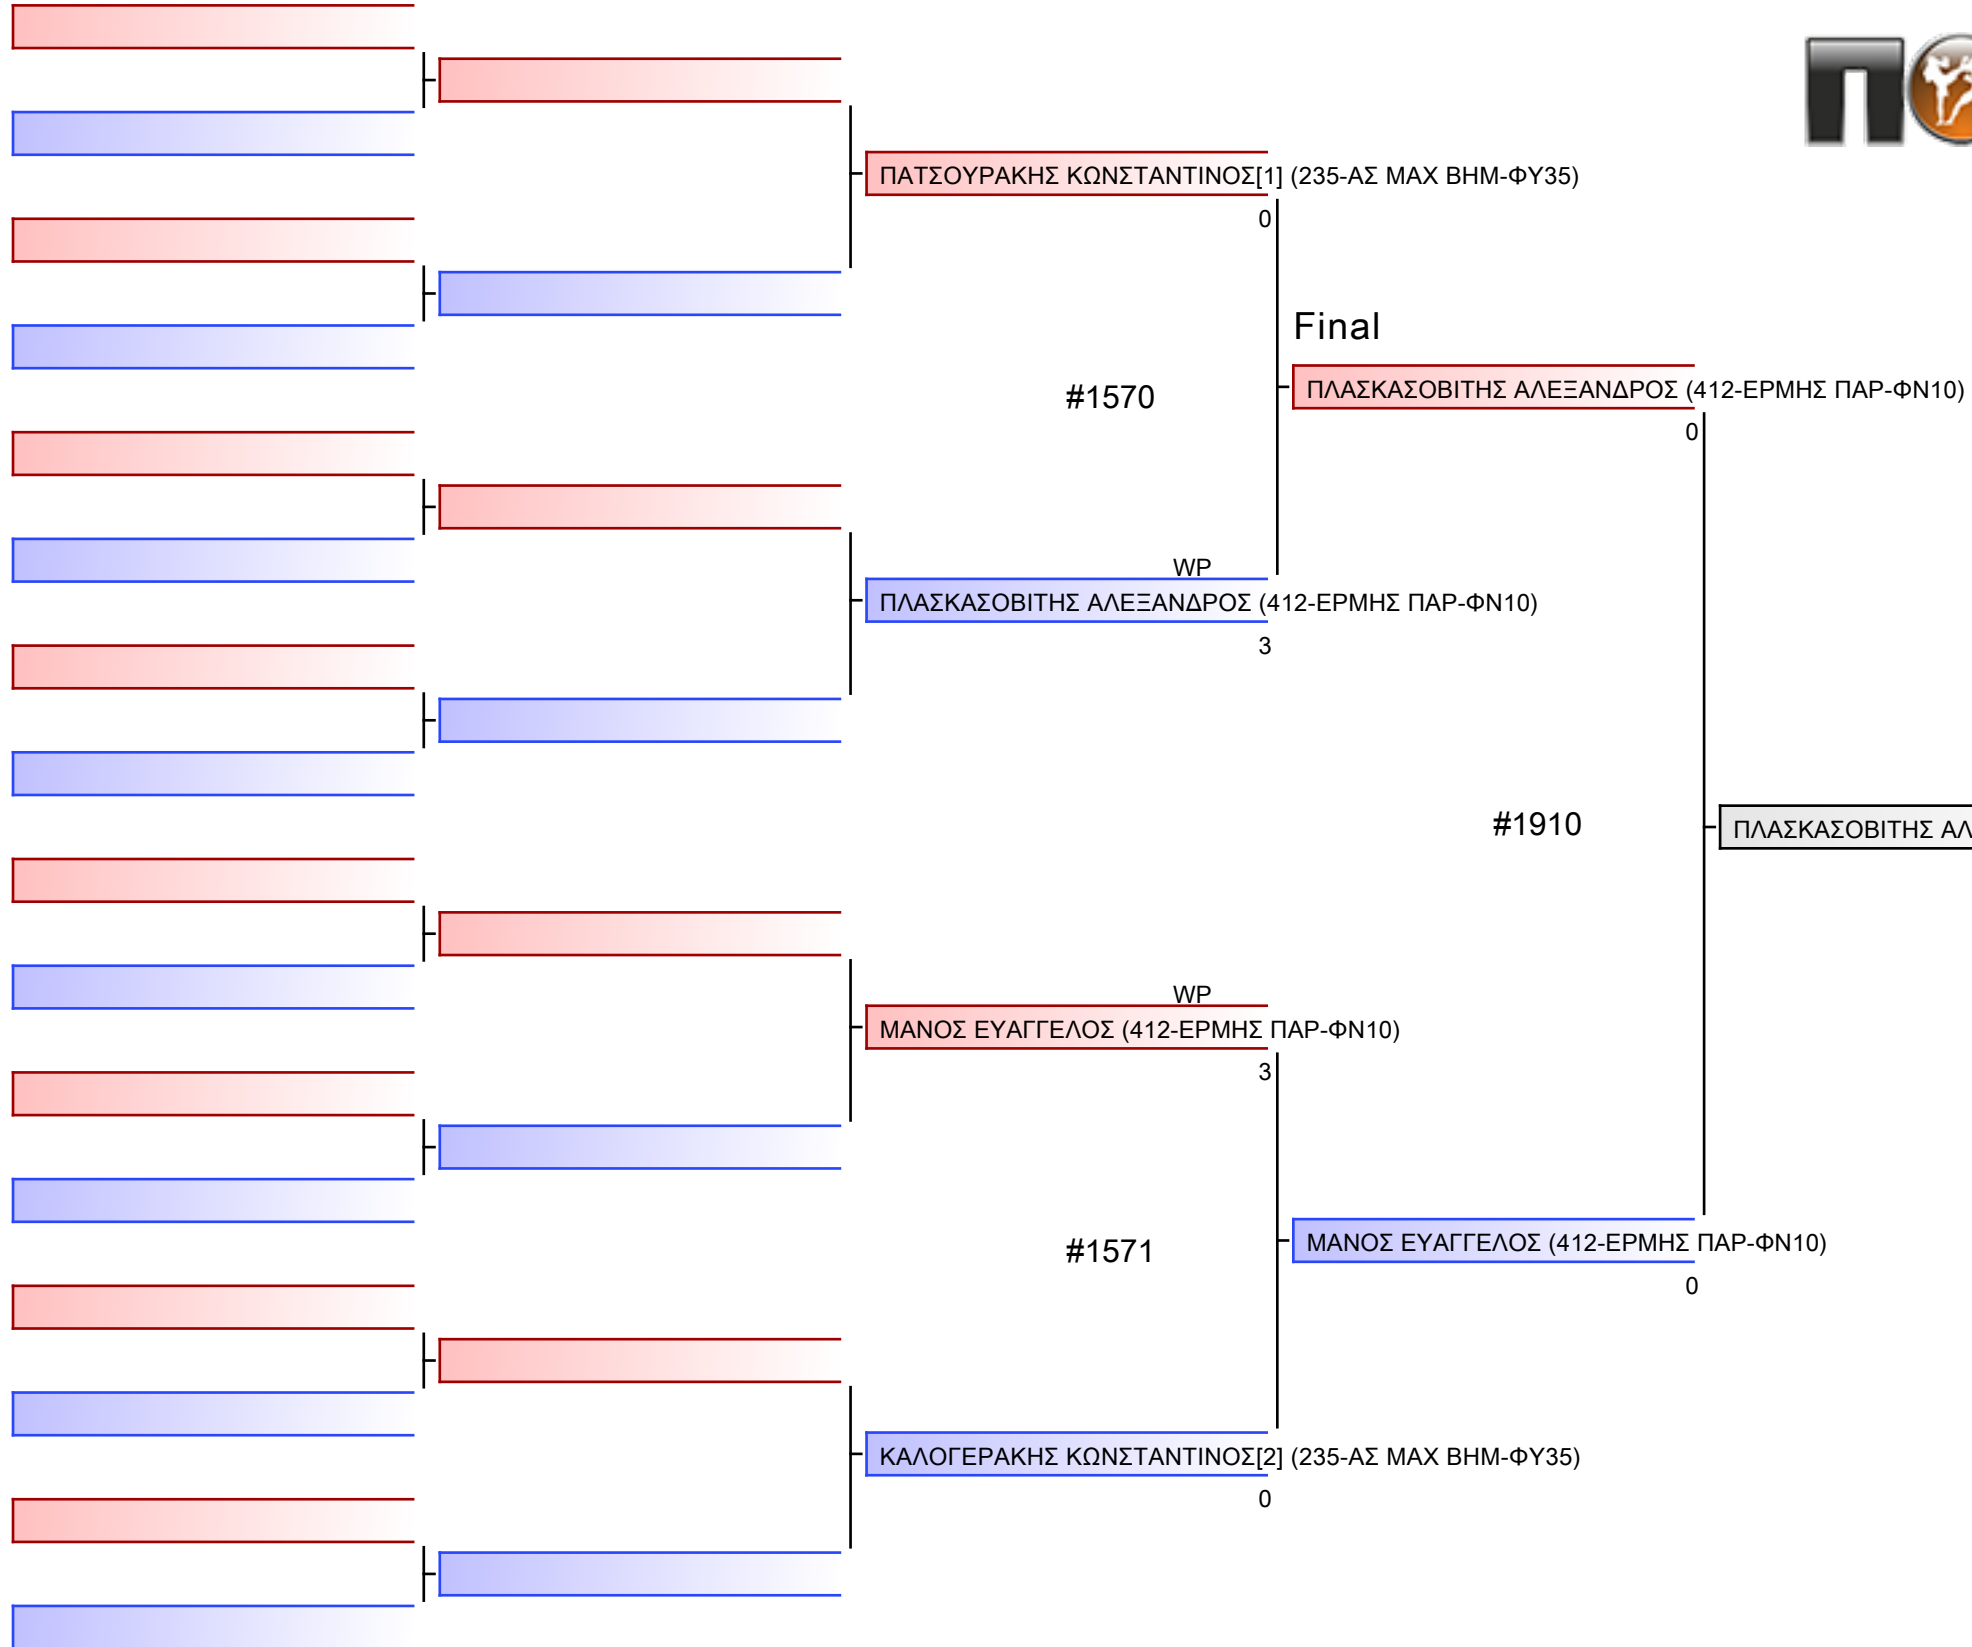 ΠΑΤΣΟΥΡΑΚΗΣ ΚΩΝΣΤΑΝΤΙΝΟΣ[1] (235-ΑΣ ΜΑΧ ΒΗΜ-ΦΥ35)
0
Final
#1570
ΠΛΑΣΚΑΣΟΒΙΤΗΣ ΑΛΕΞΑΝΔΡΟΣ (412-ΕΡΜΗΣ ΠΑΡ-ΦΝ10)
0
WP
ΠΛΑΣΚΑΣΟΒΙΤΗΣ ΑΛΕΞΑΝΔΡΟΣ (412-ΕΡΜΗΣ ΠΑΡ-ΦΝ10)
3
#1910
ΠΛΑΣΚΑΣΟΒΙΤΗΣ ΑΛ
WP
ΜΑΝΟΣ ΕΥΑΓΓΕΛΟΣ (412-ΕΡΜΗΣ ΠΑΡ-ΦΝ10)
3
#1571
ΜΑΝΟΣ ΕΥΑΓΓΕΛΟΣ (412-ΕΡΜΗΣ ΠΑΡ-ΦΝ10)
0
ΚΑΛΟΓΕΡΑΚΗΣ ΚΩΝΣΤΑΝΤΙΝΟΣ[2] (235-ΑΣ ΜΑΧ ΒΗΜ-ΦΥ35)
0